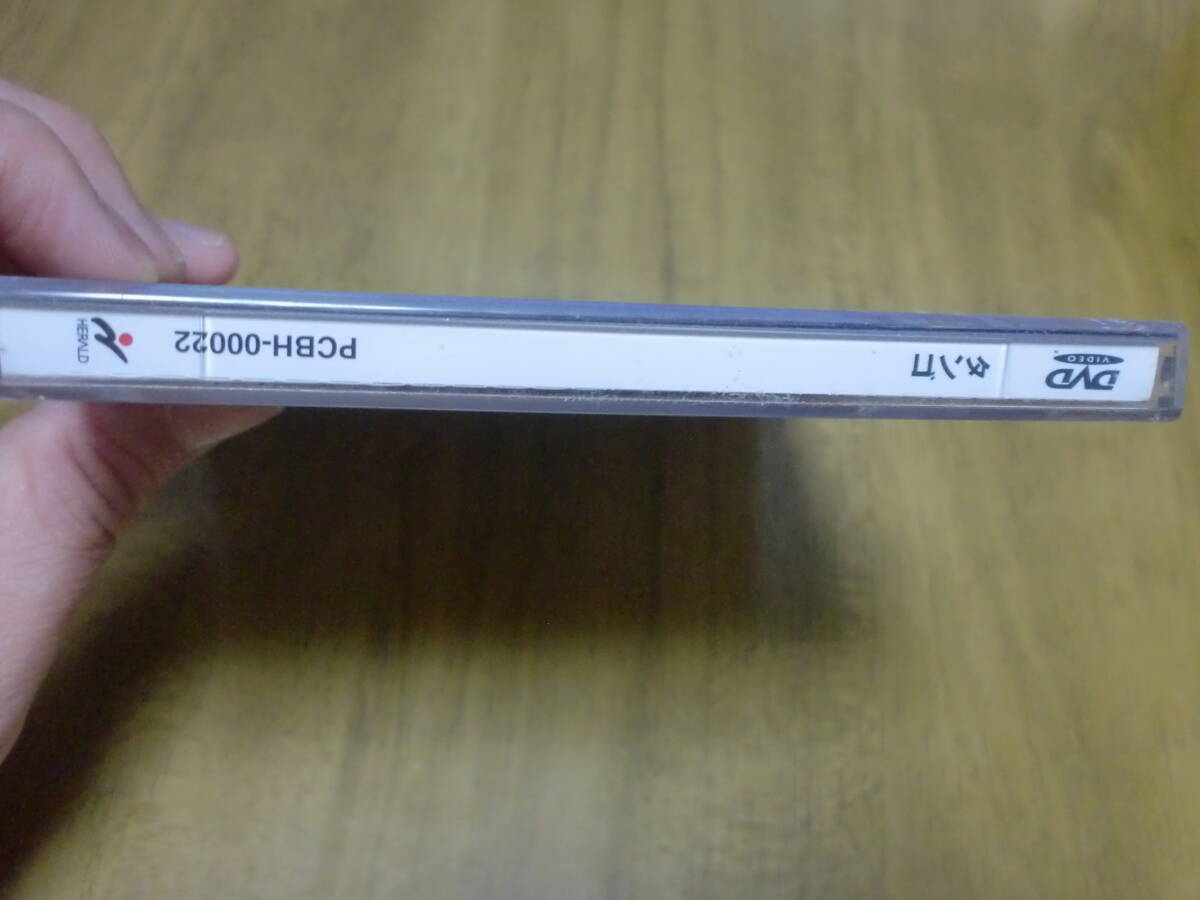 DVD
VIDEO
タンゴ
PCBH-00022
HERALD